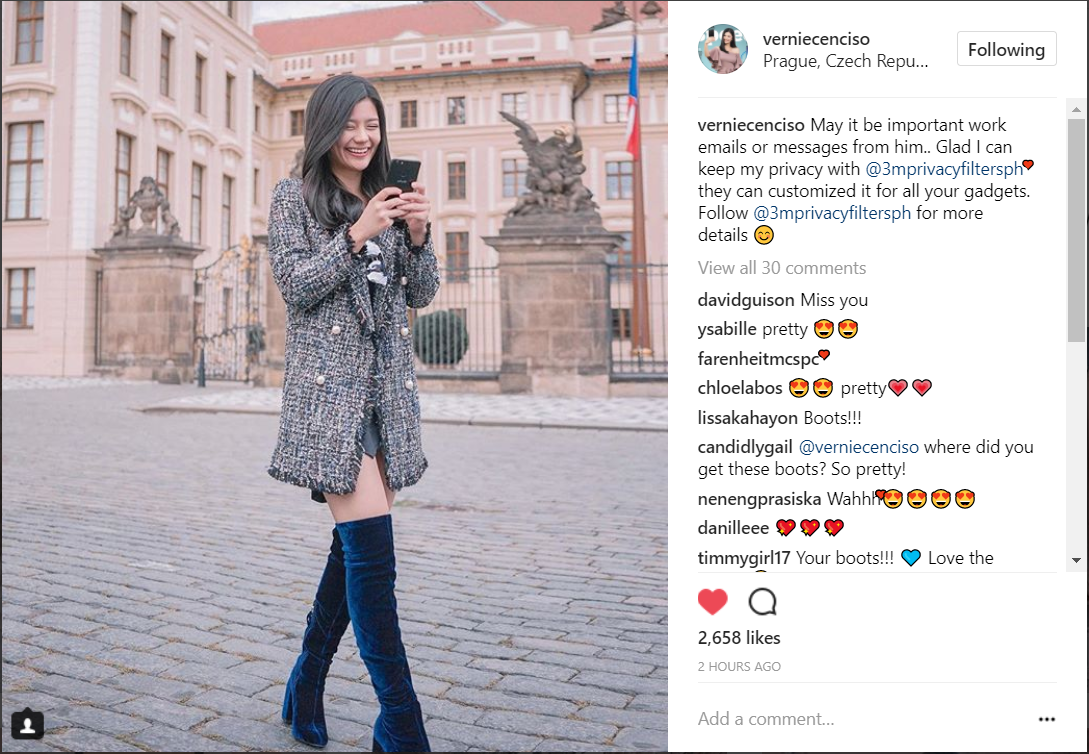 verniecenciso
Prague, Czech Repu...
Following
verniecenciso May it be important work
emails or messages from him.. Glad I can
keep my privacy with @3mprivacyfiltersph
they can customized it for all your gadgets.
Follow @3mprivacyfiltersph for more
details 😊
View all 30 comments
davidguison Miss you
ysabille pretty 😍😍
farenheitmcspc❤
chloelabos 😍😍 pretty💗💗
lissakahayon Boots!!!
candidlygail @verniecenciso where did you
get these boots? So pretty!
nenengprasiska Wahhh❤😍😍😍😍
danilleee 💖💖💖
timmygirl17 Your boots!!! 💙 Love the
2,658 likes
2 HOURS AGO
Add a comment...